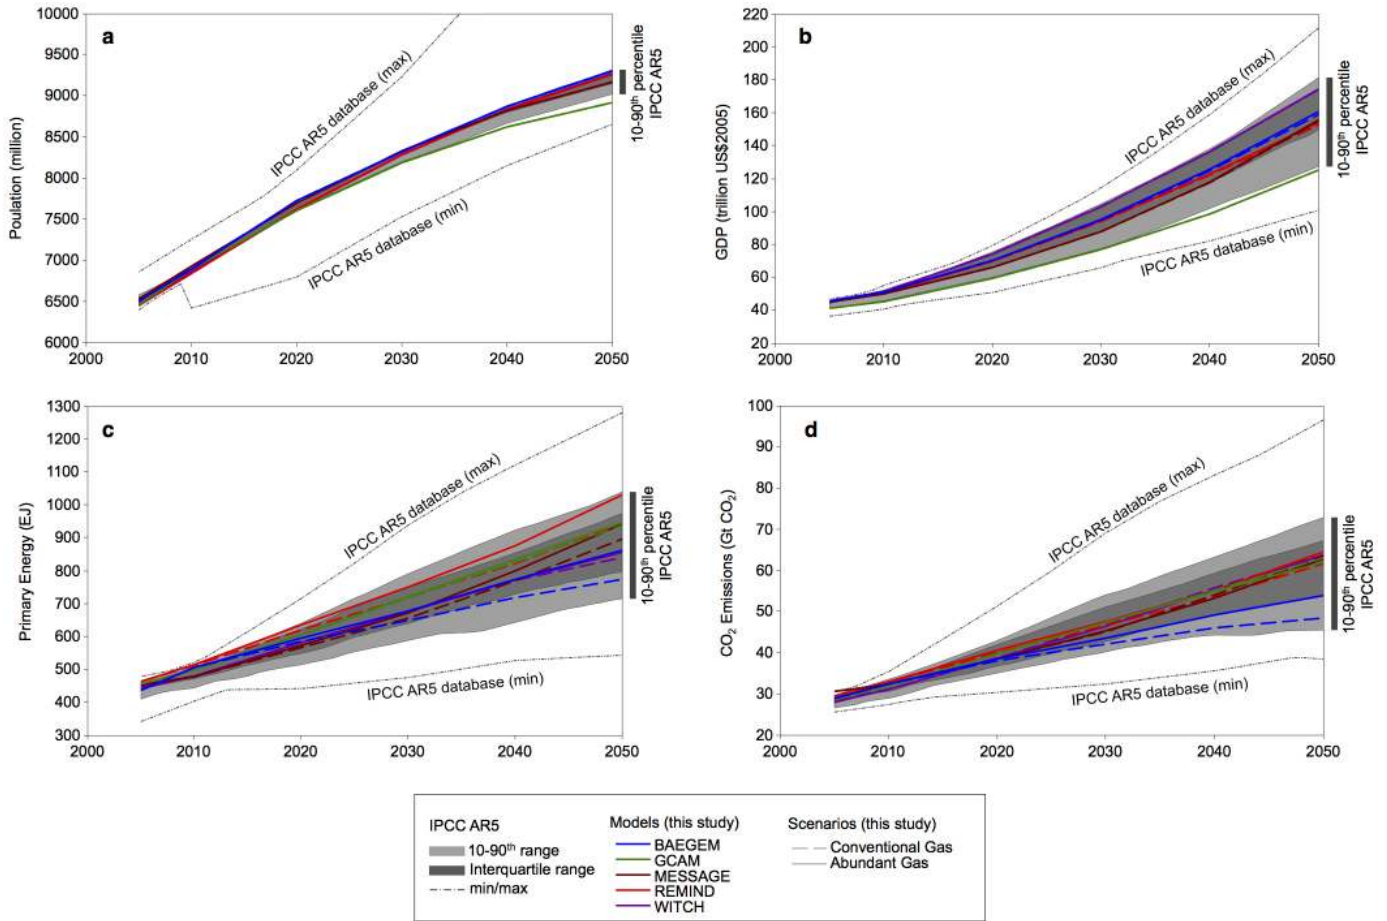 a
10000
9500
9000
8500
8000
7500
7000
6500
6000
Poulation (million)
2000 2010 2020 2030 2040 2050
IPCC AR5 database (max)
IPCC AR5 database (min)
10-90th percentile
IPCC AR5
b
220
200
180
160
140
120
100
80
60
40
20
GDP (trillion US$2005)
2000 2010 2020 2030 2040 2050
IPCC AR5 database (max)
IPCC AR5 database (min)
10-90th percentile
IPCC AR5
c
1300
1200
1100
1000
900
800
700
600
500
400
300
Primary Energy (EJ)
2000 2010 2020 2030 2040 2050
IPCC AR5 database (max)
IPCC AR5 database (min)
10-90th percentile
IPCC AR5
d
100
90
80
70
60
50
40
30
20
CO2 Emissions (Gt CO2)
2000 2010 2020 2030 2040 2050
IPCC AR5 database (max)
IPCC AR5 database (min)
10-90th percentile
IPCC AR5
IPCC AR5
10-90th range
Interquartile range
min/max
Models (this study)
BAEGEM
GCAM
MESSAGE
REMIND
WITCH
Scenarios (this study)
Conventional Gas
Abundant Gas